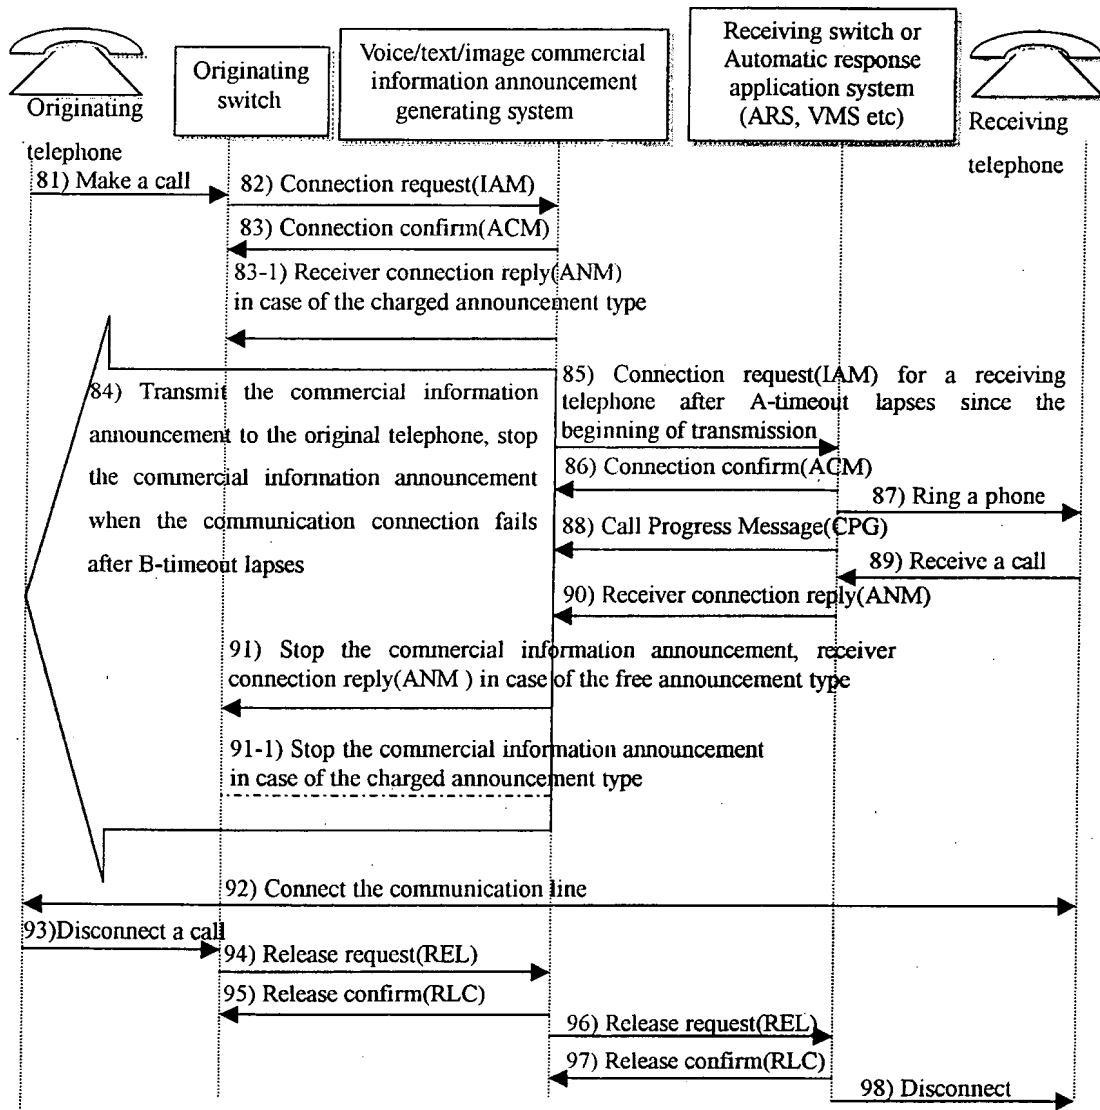 Originating
telephone
Originating
switch
Voice/text/image commercial
information announcement
generating system
Receiving switch or
Automatic response
application system
(ARS, VMS etc)
Receiving
telephone
81) Make a call
82) Connection request(IAM)
83) Connection confirm(ACM)
83-1) Receiver connection reply(ANM)
in case of the charged announcement type
84) Transmit the commercial information
announcement to the original telephone, stop
the commercial information announcement
when the communication connection fails
after B-timeout lapses
85) Connection request(IAM) for a receiving
telephone after A-timeout lapses since the
beginning of transmission
86) Connection confirm(ACM)
87) Ring a phone
88) Call Progress Message(CPG)
89) Receive a call
90) Receiver connection reply(ANM)
91) Stop the commercial information announcement, receiver
connection reply(ANM ) in case of the free announcement type
91-1) Stop the commercial information announcement
in case of the charged announcement type
92) Connect the communication line
93)Disconnect a call
94) Release request(REL)
95) Release confirm(RLC)
96) Release request(REL)
97) Release confirm(RLC)
98) Disconnect